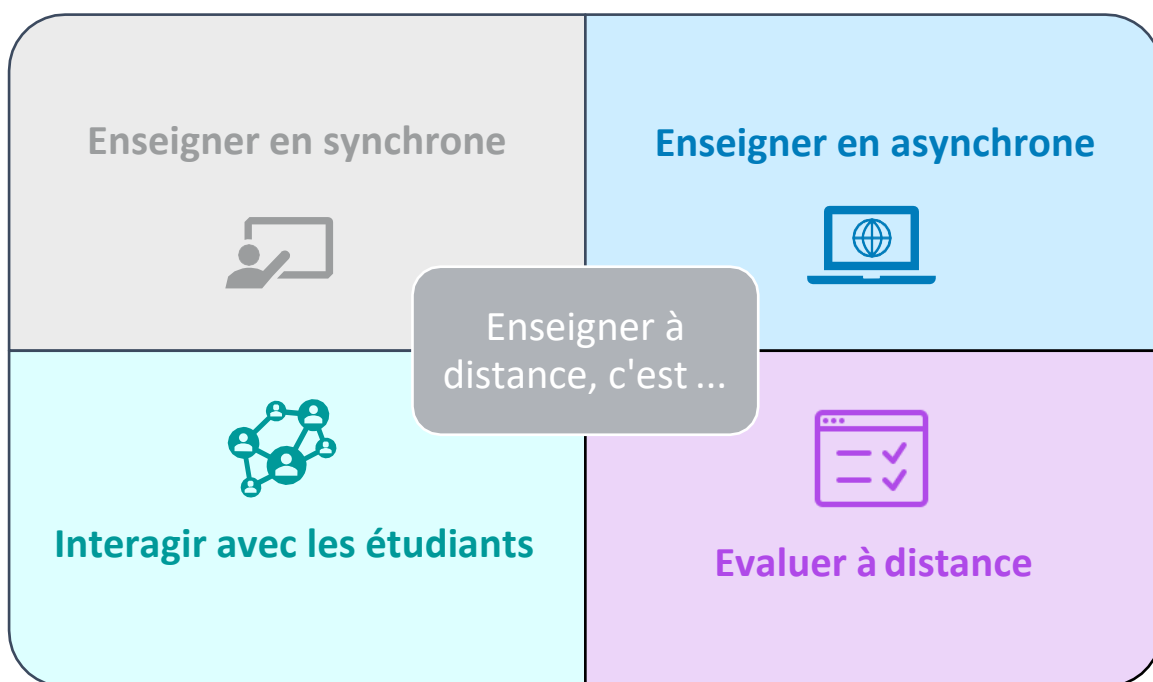 Enseigner en synchrone
Enseigner en asynchrone
Enseigner à
distance, c'est ...
Interagir avec les étudiants
Evaluer à distance